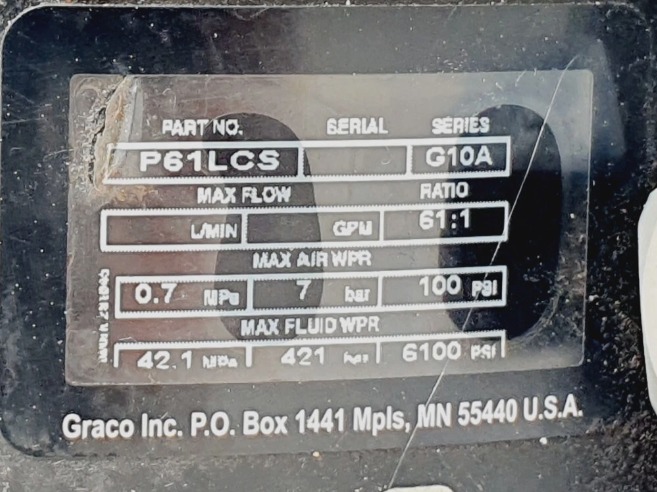 PART NO. SERIAL SERIES
P61LCS G10A
MAX FLOW RATIO
L/MIN GPM 61:1
MAX AIR WPR
0.7 MPa 7 bar 100 PSI
MAX FLUID WPR
42.1 MPa 421 bar 6100 PSI
Graco Inc. P.O. Box 1441 Mpls, MN 55440 U.S.A.